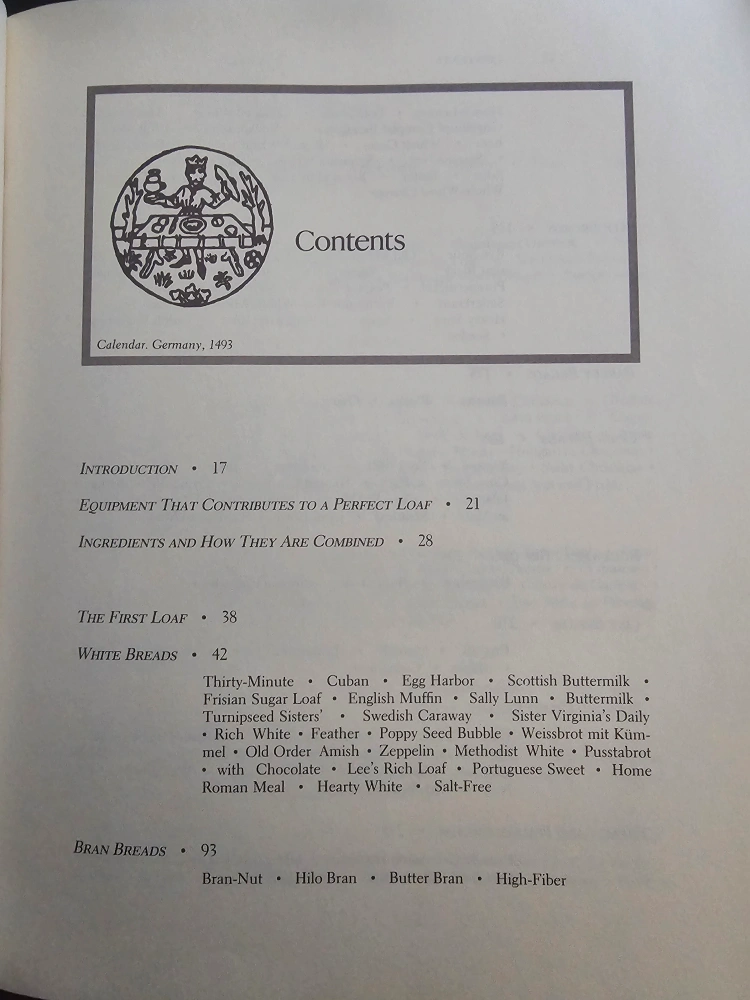 Contents
Calendar. Germany, 1493
INTRODUCTION • 17
EQUIPMENT THAT CONTRIBUTES TO A PERFECT LOAF • 21
INGREDIENTS AND HOW THEY ARE COMBINED • 28
THE FIRST LOAF • 38
WHITE BREADS • 42
Thirty-Minute • Cuban • Egg Harbor • Scottish Buttermilk •
Frisian Sugar Loaf • English Muffin • Sally Lunn • Buttermilk •
Turnipseed Sisters' • Swedish Caraway • Sister Virginia's Daily
• Rich White • Feather • Poppy Seed Bubble • Weissbrot mit Küm-
mel • Old Order Amish • Zeppelin • Methodist White • Pusstabrot
• with Chocolate • Lee's Rich Loaf • Portuguese Sweet • Home
Roman Meal • Hearty White • Salt-Free
BRAN BREADS • 93
Bran-Nut • Hilo Bran • Butter Bran • High-Fiber